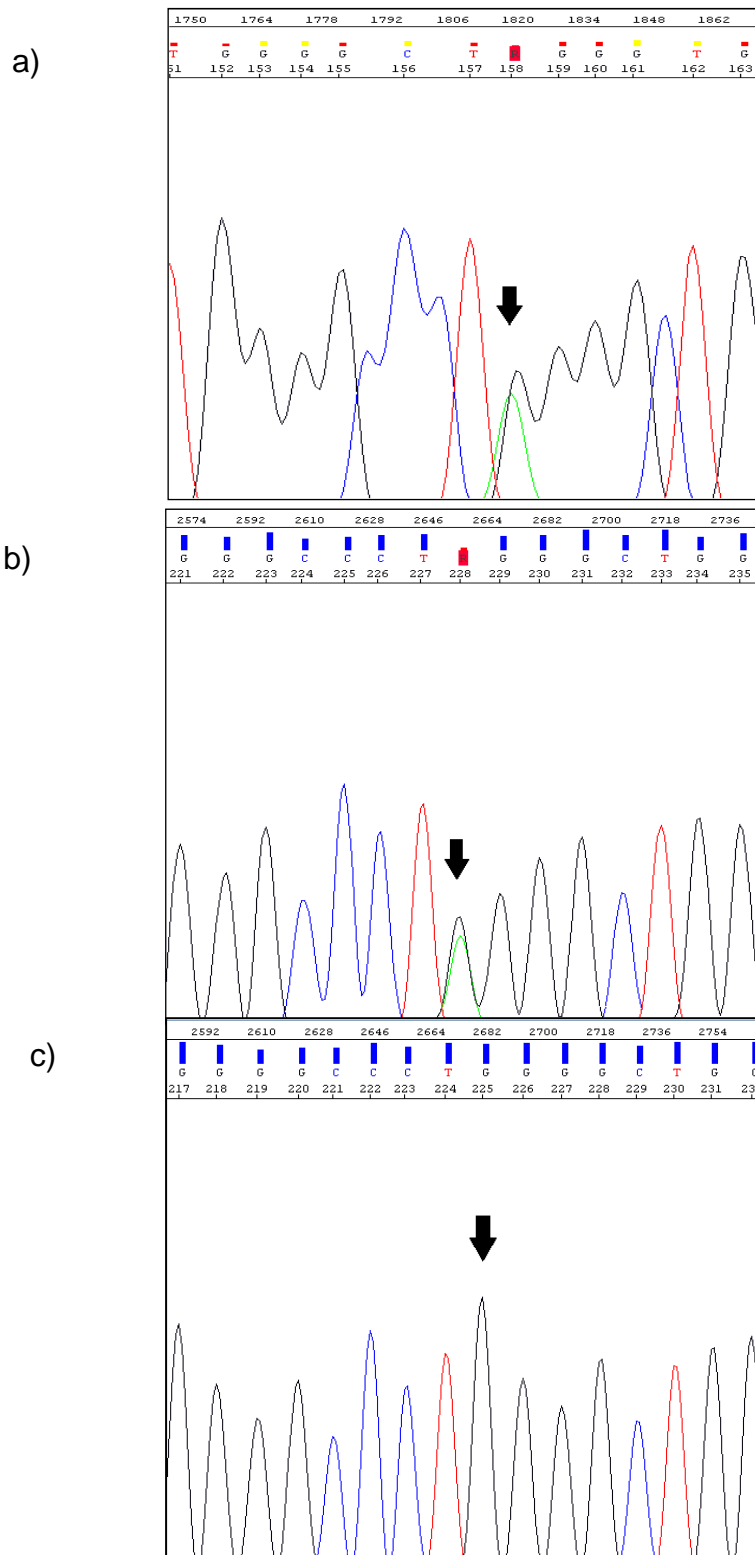 a)
1750 1764 1778 1792 1806 1820 1834 1848 1862
T G G G G C T G G G T G
51 152 153 154 155 156 157 158 159 160 161 162 163
b)
2574 2592 2610 2628 2646 2664 2682 2700 2718 2736
G G G C C C T G G G C T G G
221 222 223 224 225 226 227 228 229 230 231 232 233 234 235
c)
2592 2610 2628 2646 2664 2682 2700 2718 2736 2754
G G G G C C C T G G G G C T G
217 218 219 220 221 222 223 224 225 226 227 228 229 230 231 23